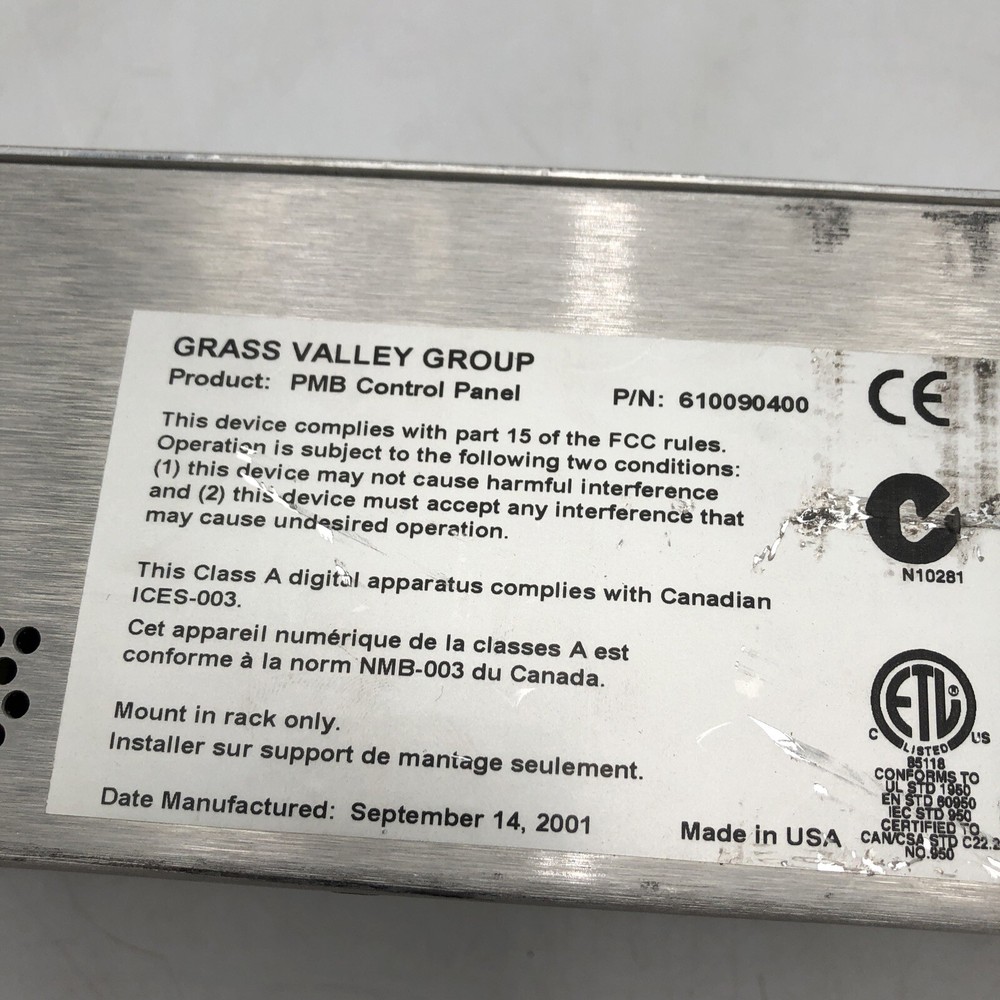 GRASS VALLEY GROUP
Product: PMB Control Panel P/N: 610090400
This device complies with part 15 of the FCC rules.
Operation is subject to the following two conditions:
(1) this device may not cause harmful interference
and (2) this device must accept any interference that
may cause undesired operation.
This Class A digital apparatus complies with Canadian
ICES-003.
Cet appareil numérique de la classes A est
conforme à la norm NMB-003 du Canada.
Mount in rack only.
Installer sur support de mantage seulement.
Date Manufactured: September 14, 2001
Made in USA
CE
N10281
ETL®
C US
LISTED
85118
CONFORMS TO
UL STD 1950
EN STD 60950
IEC STD 950
CERTIFIED TO
CAN/CSA STD C22.2
NO.950